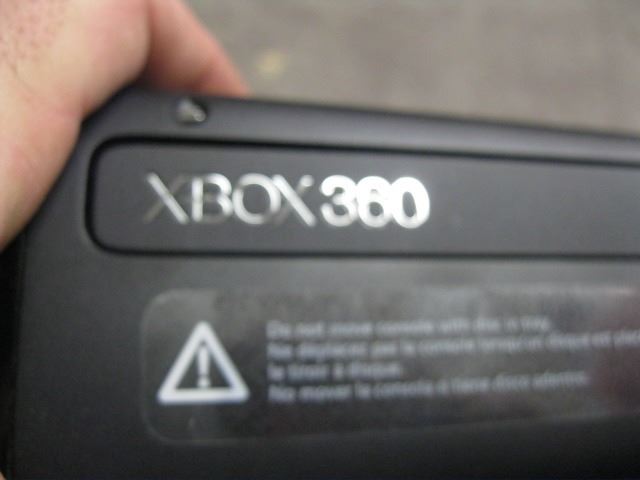 XBOX 360
Do not move console with disc in tray.
Ne déplacez pas la console lorsqu'un disque est
le tiroir à disque.
No mover la consola si tiene disco adentro.